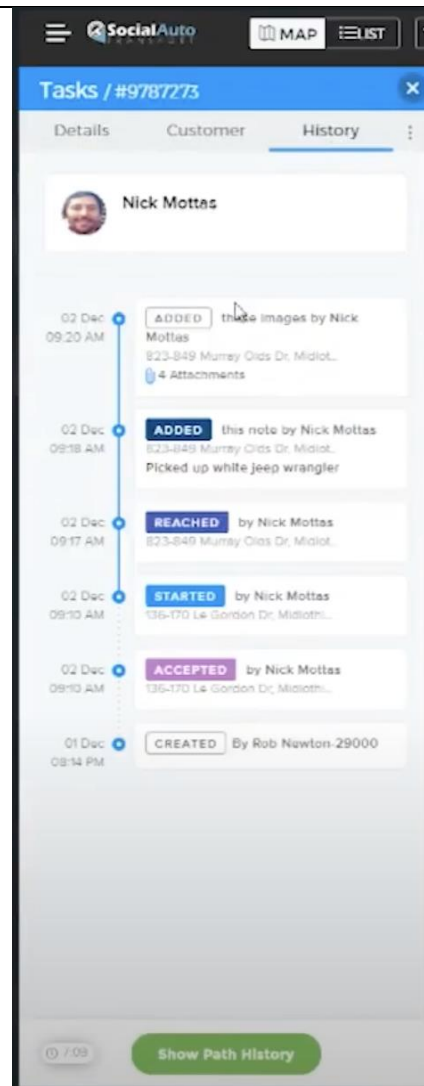 SocialAuto
TRANSPORT
MAP
LIST
Tasks / #9787273
Details
Customer
History
Nick Mottas
02 Dec
09:20 AM
ADDED these images by Nick
Mottas
823-849 Murray Olds Dr, Midlot..
4 Attachments
02 Dec
09:18 AM
ADDED this note by Nick Mottas
823-849 Murray Olds Dr, Midlot..
Picked up white jeep wrangler
02 Dec
09:17 AM
REACHED by Nick Mottas
823-849 Murray Olds Dr, Midlot..
02 Dec
09:10 AM
STARTED by Nick Mottas
136-170 Le Gordon Dr, Midlothi..
02 Dec
09:10 AM
ACCEPTED by Nick Mottas
136-170 Le Gordon Dr, Midlothi..
01 Dec
08:14 PM
CREATED By Rob Newton-29000
Show Path History